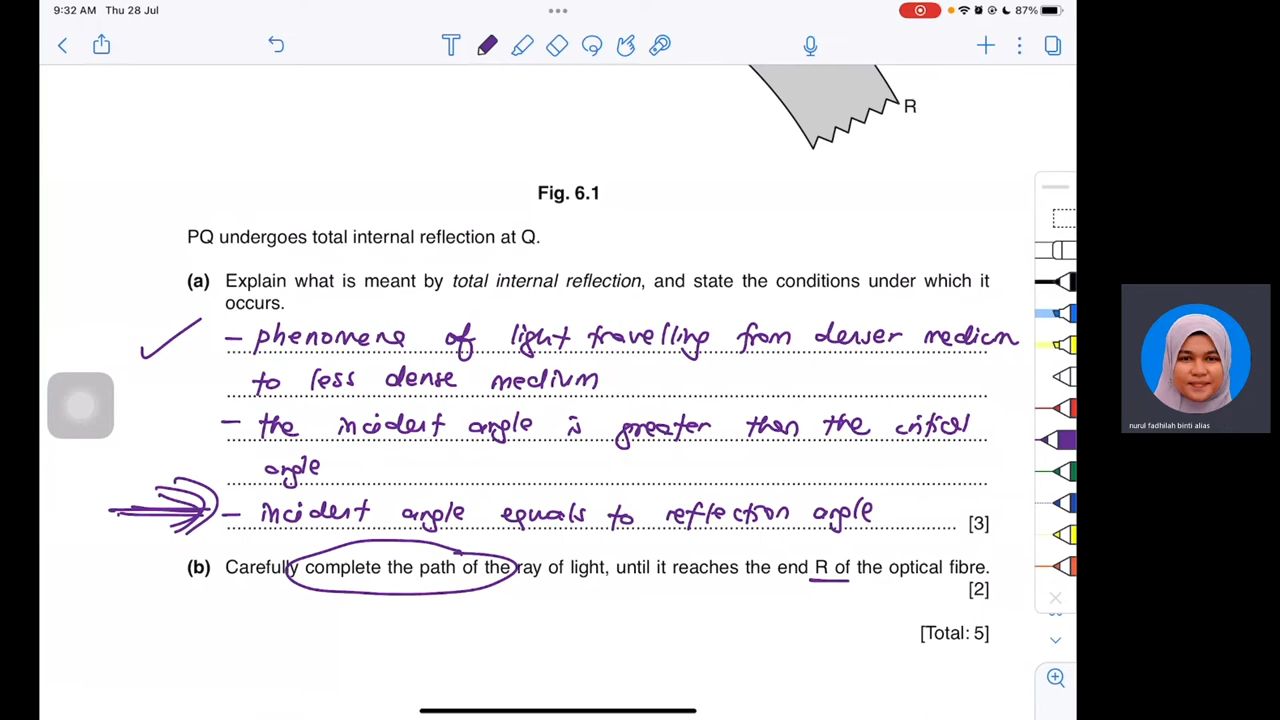 9:32 AM Thu 28 Jul
87%
T
R
Fig. 6.1
PQ undergoes total internal reflection at Q.
(a) Explain what is meant by total internal reflection, and state the conditions under which it
occurs.
- phenomena of light travelling from denser medium
to less dense medium
- the incident angle is greater than the critical
angle
- incident angle equals to reflection angle [3]
(b) Carefully complete the path of the ray of light, until it reaches the end R of the optical fibre.
[2]
[Total: 5]
nurul fadhilah binti alias